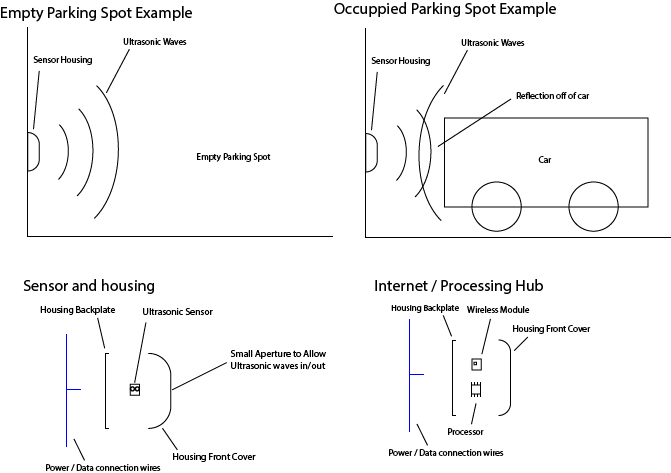 Empty Parking Spot Example
Ultrasonic Waves
Sensor Housing
Empty Parking Spot
Occuppied Parking Spot Example
Ultrasonic Waves
Sensor Housing
Reflection off of car
Car
Sensor and housing
Housing Backplate
Ultrasonic Sensor
Small Aperture to Allow
Ultrasonic waves in/out
Housing Front Cover
Power / Data connection wires
Internet / Processing Hub
Housing Backplate
Wireless Module
Housing Front Cover
Processor
Power / Data connection wires